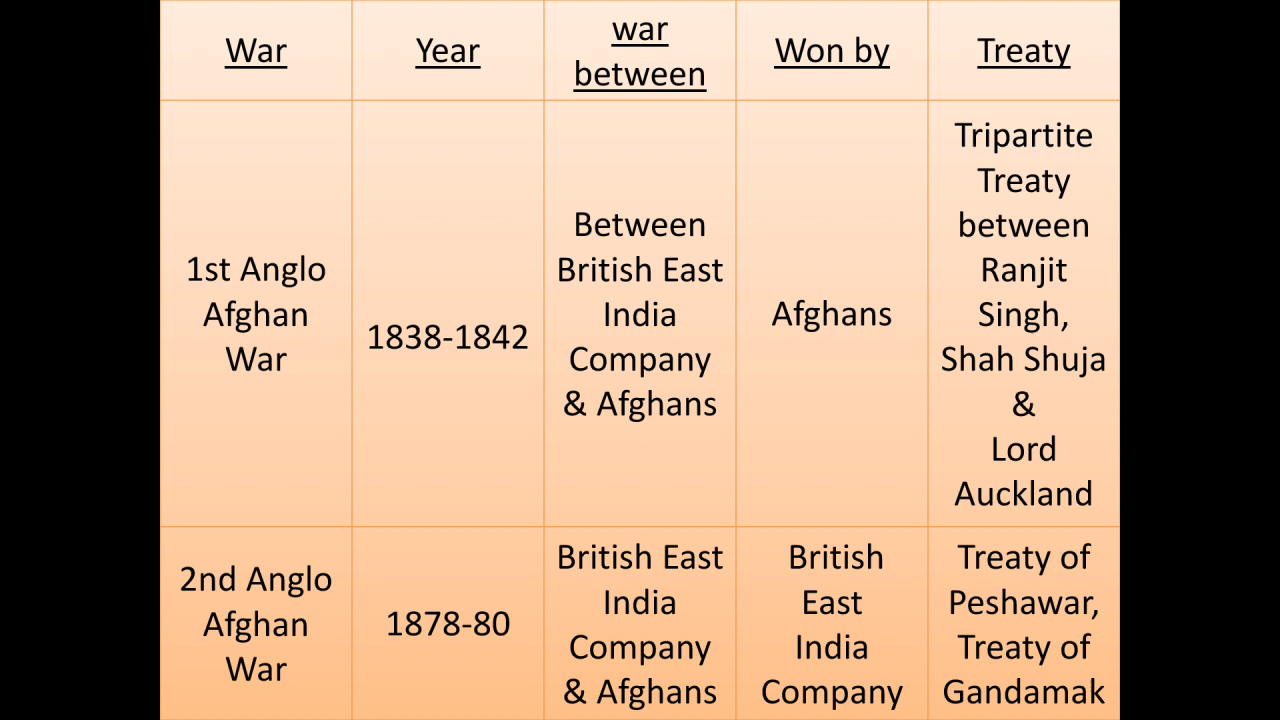 War
Year
war
between
Won by
Treaty
1st Anglo
Afghan
War
1838-1842
Between
British East
India
Company
& Afghans
Afghans
Tripartite
Treaty
between
Ranjit
Singh,
Shah Shuja
&
Lord
Auckland
2nd Anglo
Afghan
War
1878-80
British East
India
Company
& Afghans
British
East
India
Company
Treaty of
Peshawar,
Treaty of
Gandamak